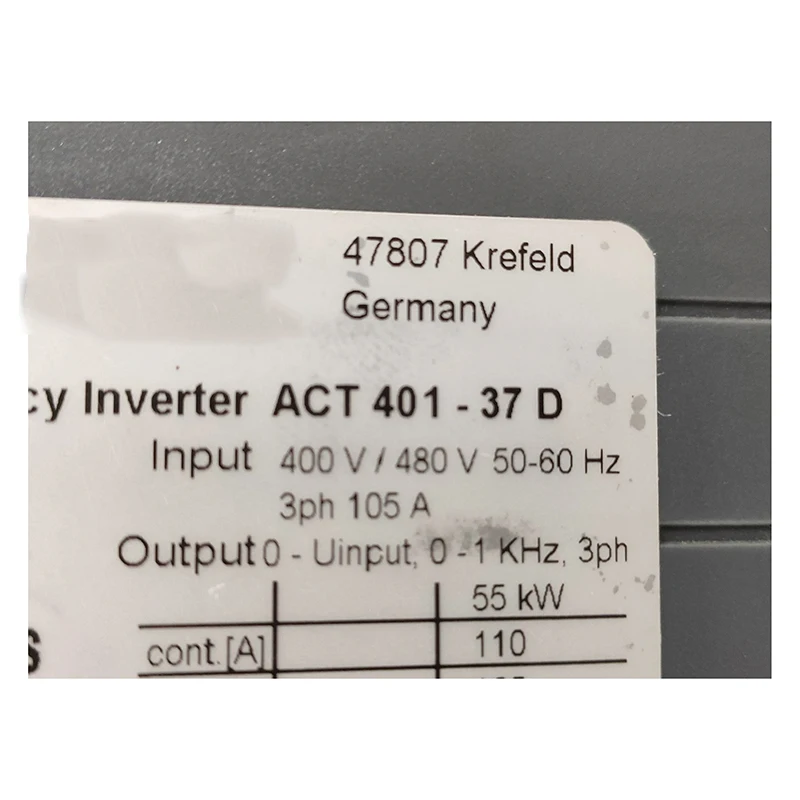 47807 Krefeld
Germany
cy Inverter ACT 401 - 37 D
Input 400 V / 480 V 50-60 Hz
3ph 105 A
Output 0 - Uinput, 0 - 1 KHz, 3ph
55 kW
cont.[A] 110